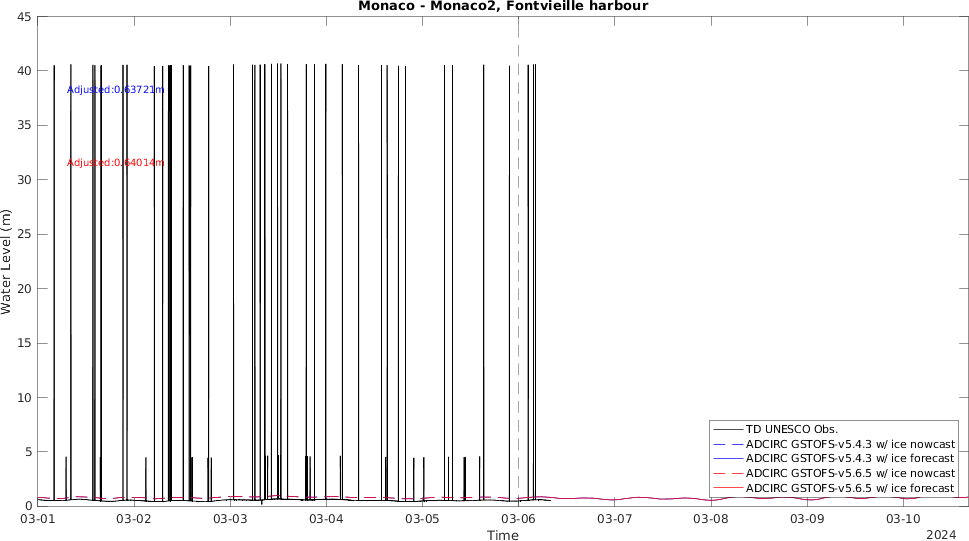 Monaco - Monaco2, Fontvieille harbour
45
40
35
30
25
20
15
10
5
0
Water Level (m)
Adjusted:0.63721m
Adjusted:0.64014m
TD UNESCO Obs.
ADCIRC GSTOFS-v5.4.3 w/ ice nowcast
ADCIRC GSTOFS-v5.4.3 w/ ice forecast
ADCIRC GSTOFS-v5.6.5 w/ ice nowcast
ADCIRC GSTOFS-v5.6.5 w/ ice forecast
03-01 03-02 03-03 03-04 03-05 03-06 03-07 03-08 03-09 03-10
Time
2024